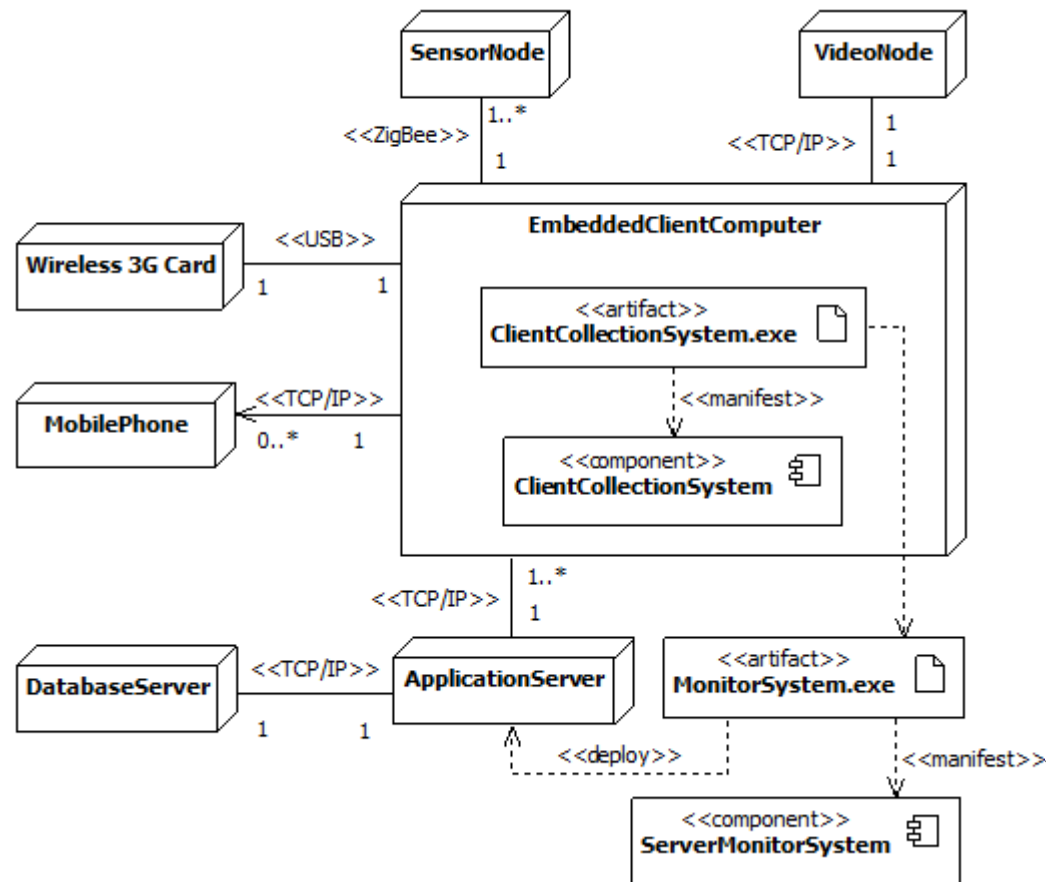 SensorNode
VideoNode
1..*
1
<<ZigBee>>
<<TCP/IP>>
1
1
EmbeddedClientComputer
<<USB>>
Wireless 3G Card
1
1
<<artifact>>
ClientCollectionSystem.exe
<<TCP/IP>>
<<manifest>>
MobilePhone
0..*
1
<<component>>
ClientCollectionSystem
1..*
<<TCP/IP>>
1
<<TCP/IP>>
<<artifact>>
DatabaseServer
ApplicationServer
MonitorSystem.exe
1
1
<<deploy>>
<<manifest>>
<<component>>
ServerMonitorSystem